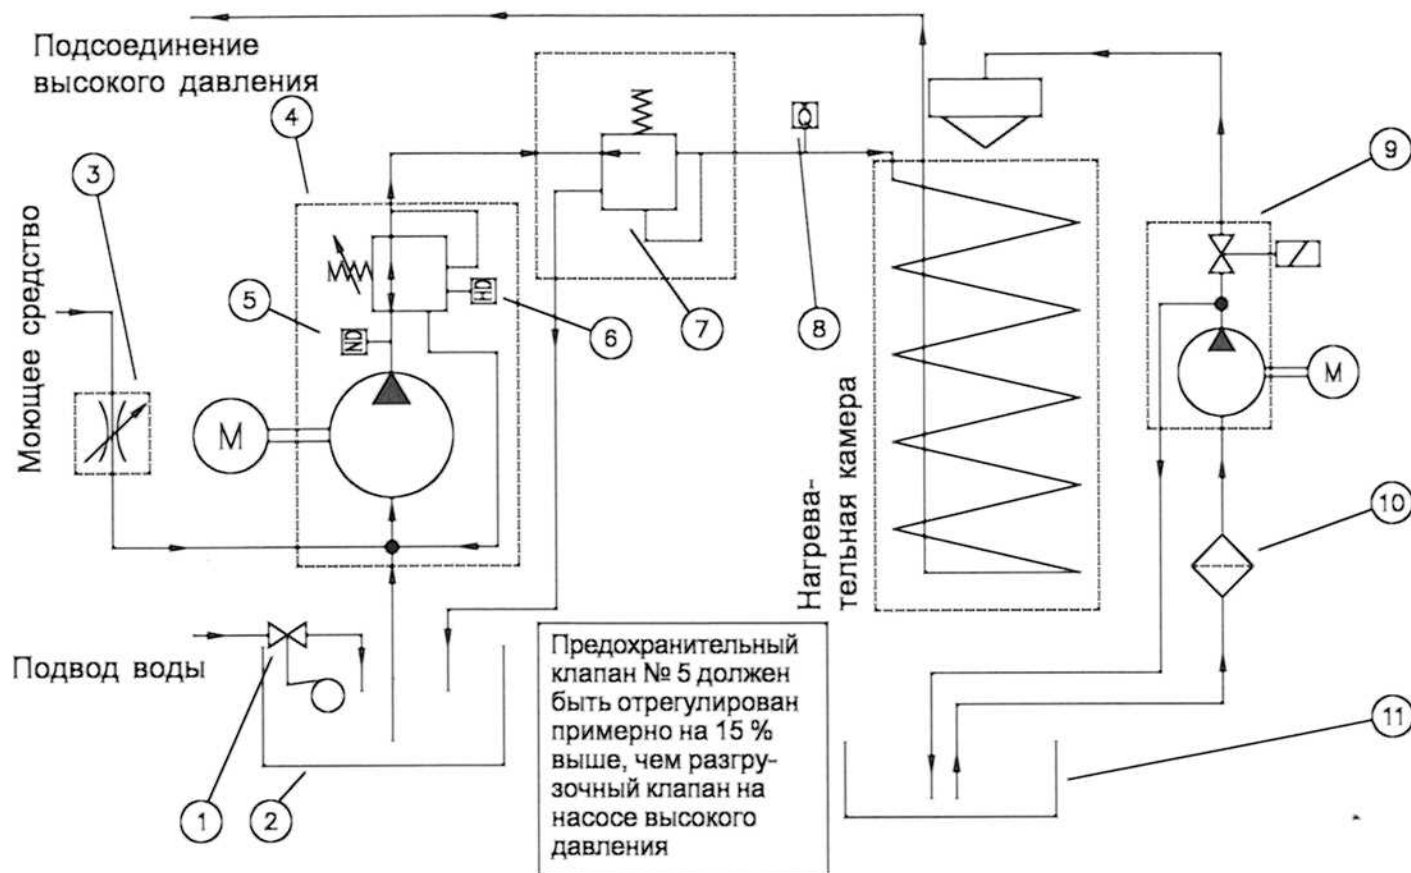 Подсоединение
высокого давления
4
3
Моющее средство
5
ND
HD
6
7
Q
8
9
M
M
Нагрева-
тельная камера
10
11
Подвод воды
1
2
Предохранительный
клапан № 5 должен
быть отрегулирован
примерно на 15 %
выше, чем разгру-
зочный клапан на
насосе высокого
давления